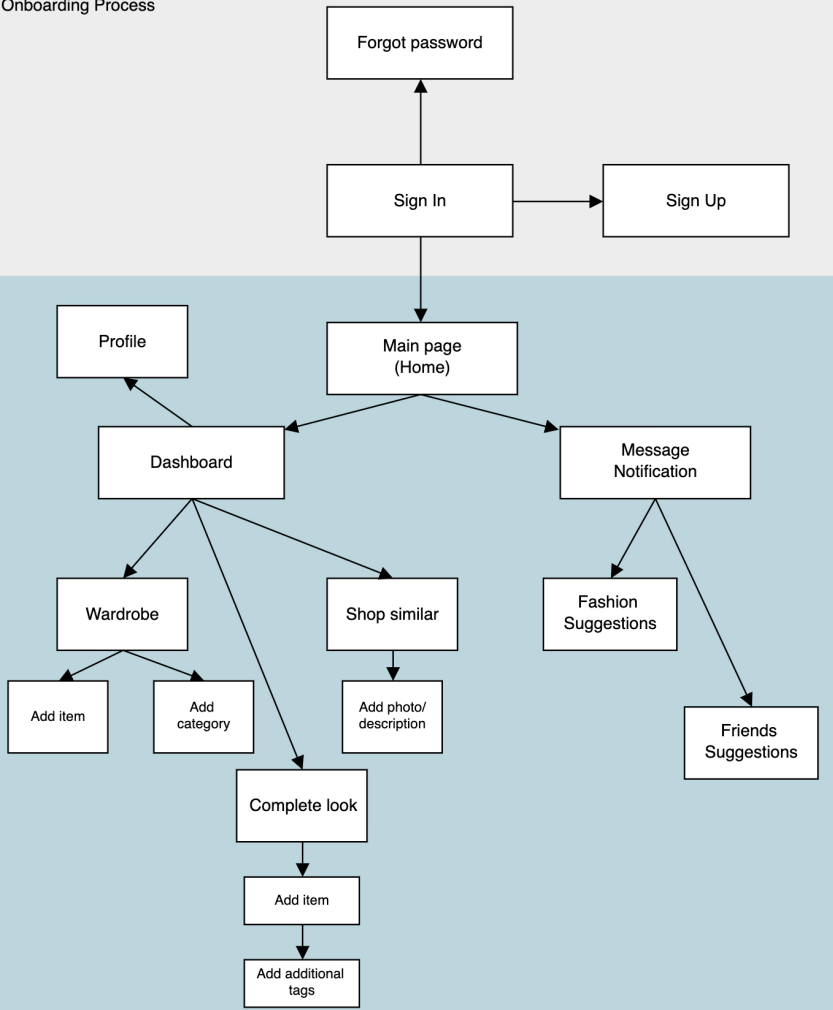 Onboarding Process
Forgot password
Sign In
Sign Up
Profile
Main page
(Home)
Dashboard
Message
Notification
Wardrobe
Shop similar
Fashion
Suggestions
Add item
Add
category
Add photo/
description
Friends
Suggestions
Complete look
Add item
Add additional
tags